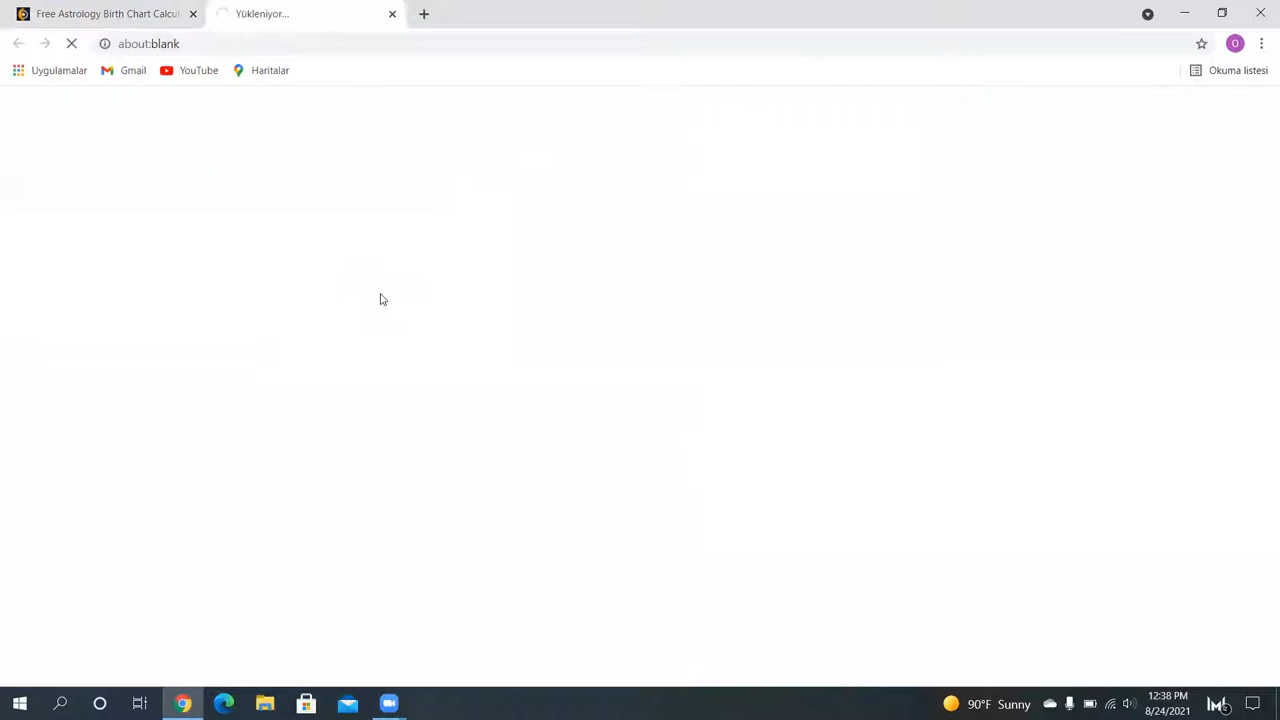 Free Astrology Birth Chart Calcul
Yükleniyor...
about:blank
Uygulamalar
Gmail
YouTube
Haritalar
Okuma listesi
90°F Sunny
12:38 PM
8/24/2021